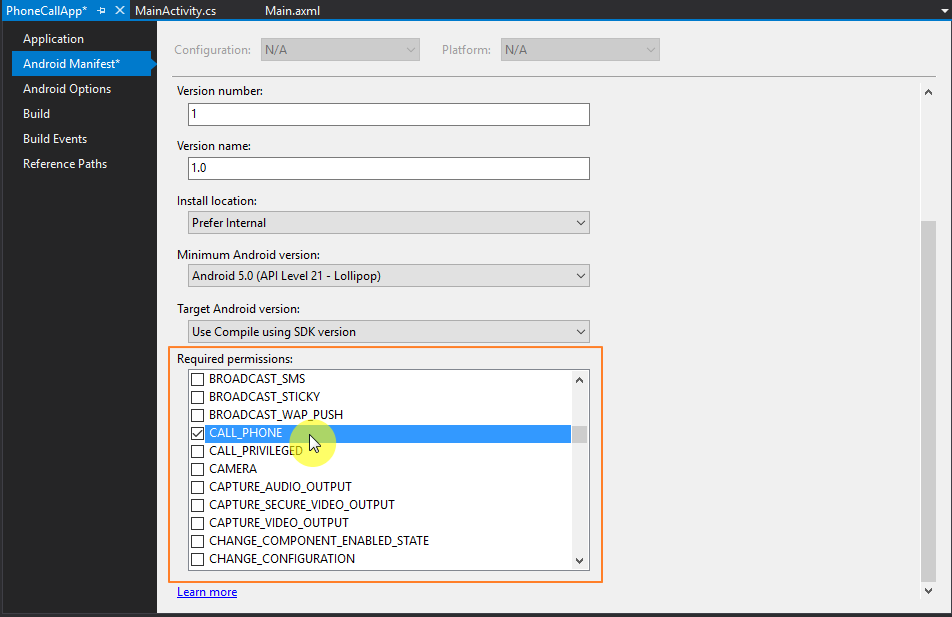 PhoneCallApp* MainActivity.cs Main.axml
Application
Android Manifest*
Android Options
Build
Build Events
Reference Paths
Configuration: N/A Platform: N/A
Version number:
1
Version name:
1.0
Install location:
Prefer Internal
Minimum Android version:
Android 5.0 (API Level 21 - Lollipop)
Target Android version:
Use Compile using SDK version
Required permissions:
BROADCAST_SMS
BROADCAST_STICKY
BROADCAST_WAP_PUSH
CALL_PHONE
CALL_PRIVILEGED
CAMERA
CAPTURE_AUDIO_OUTPUT
CAPTURE_SECURE_VIDEO_OUTPUT
CAPTURE_VIDEO_OUTPUT
CHANGE_COMPONENT_ENABLED_STATE
CHANGE_CONFIGURATION
Learn more